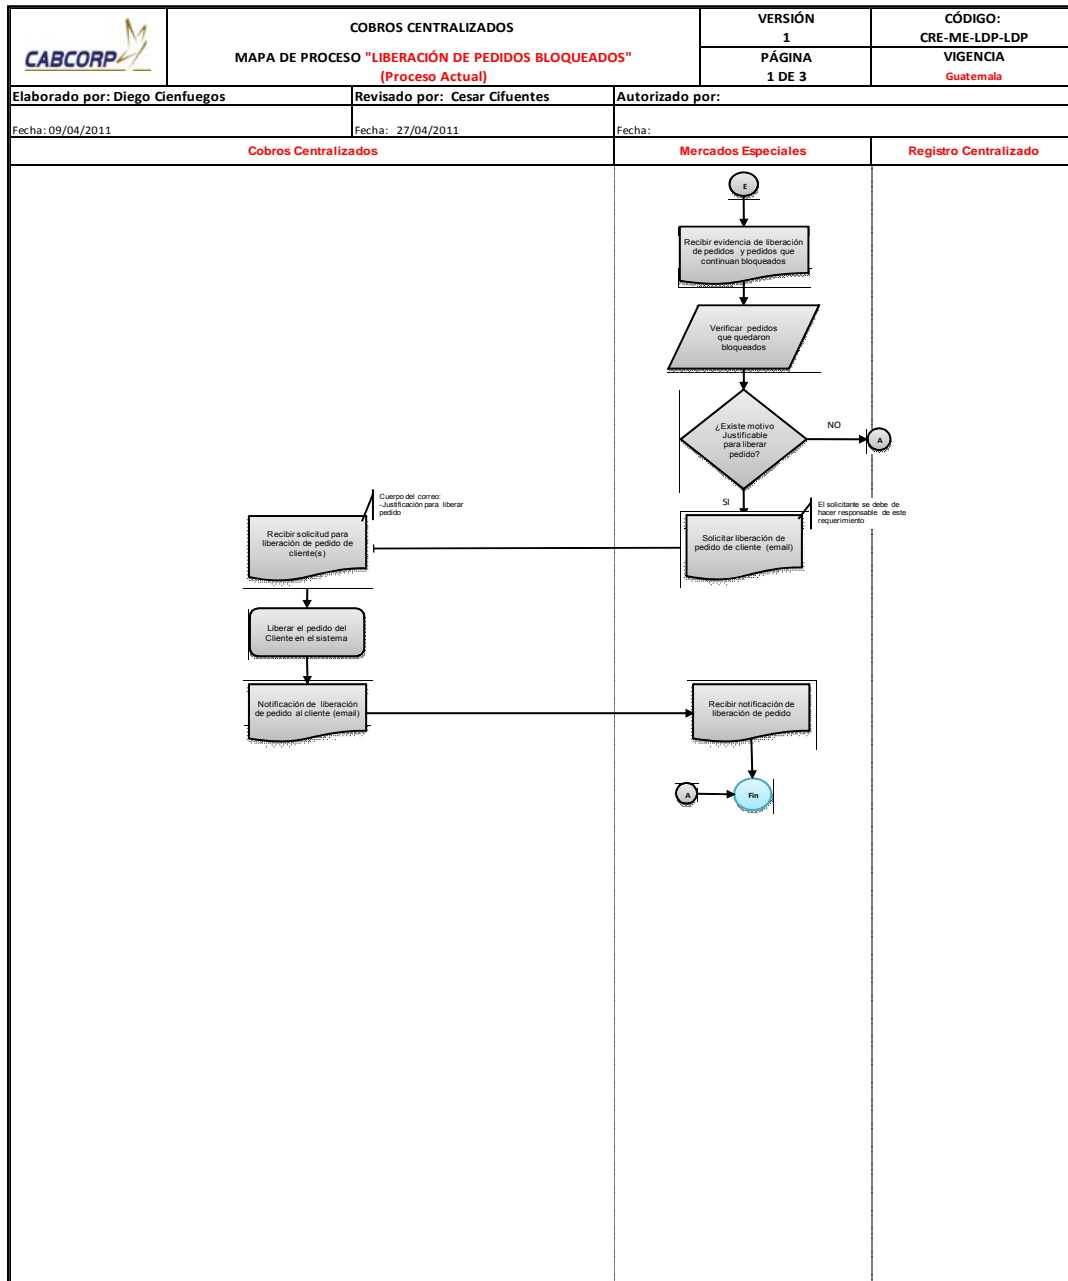 CABCORP
COBROS CENTRALIZADOS
MAPA DE PROCESO "LIBERACIÓN DE PEDIDOS BLOQUEADOS"
(Proceso Actual)
VERSIÓN
1
CÓDIGO:
CRE-ME-LDP-LDP
PÁGINA
1 DE 3
VIGENCIA
Guatemala
Elaborado por: Diego Cienfuegos
Revisado por: Cesar Cifuentes
Autorizado por:
Fecha: 09/04/2011
Fecha: 27/04/2011
Fecha:
Cobros Centralizados
Mercados Especiales
Registro Centralizado
E
Recibir evidencia de liberación
de pedidos y pedidos que
continuan bloqueados
Verificar pedidos
que quedaron
bloqueados
¿Existe motivo
Justificable
para liberar
pedido?
NO
A
SI
El solicitante se debe de
hacer responsable de este
requerimiento
Solicitar liberación de
pedido de cliente (email)
Cuerpo del correo:
-Justificación para liberar
pedido
Recibir solicitud para
liberación de pedido de
cliente(s)
Liberar el pedido del
Cliente en el sistema
Notificación de liberación
de pedido al cliente (email)
Recibir notificación de
liberación de pedido
A
Fin